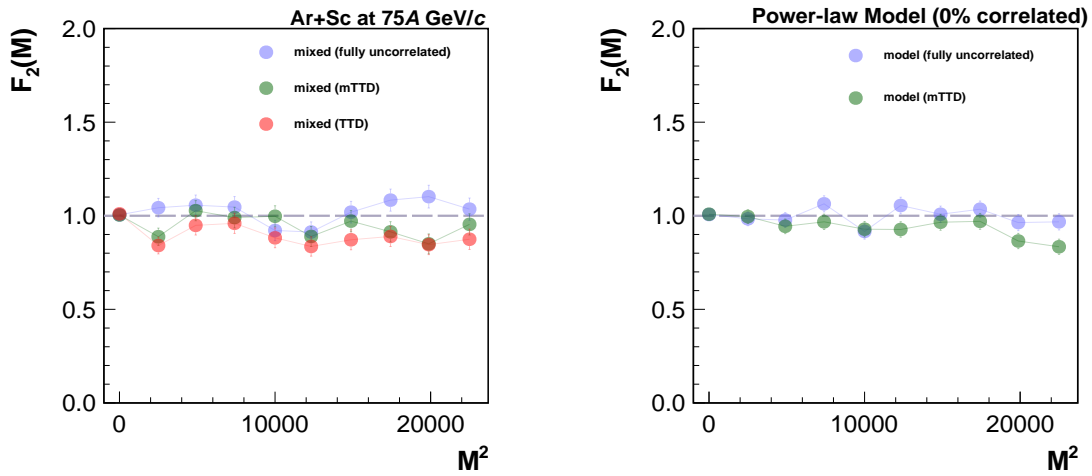 Ar+Sc at 75A GeV/c
F2(M)
2.0
1.5
1.0
0.5
0.0
mixed (fully uncorrelated)
mixed (mTTD)
mixed (TTD)
0
10000
20000
M²
Power-law Model (0% correlated)
F2(M)
2.0
1.5
1.0
0.5
0.0
model (fully uncorrelated)
model (mTTD)
0
10000
20000
M²